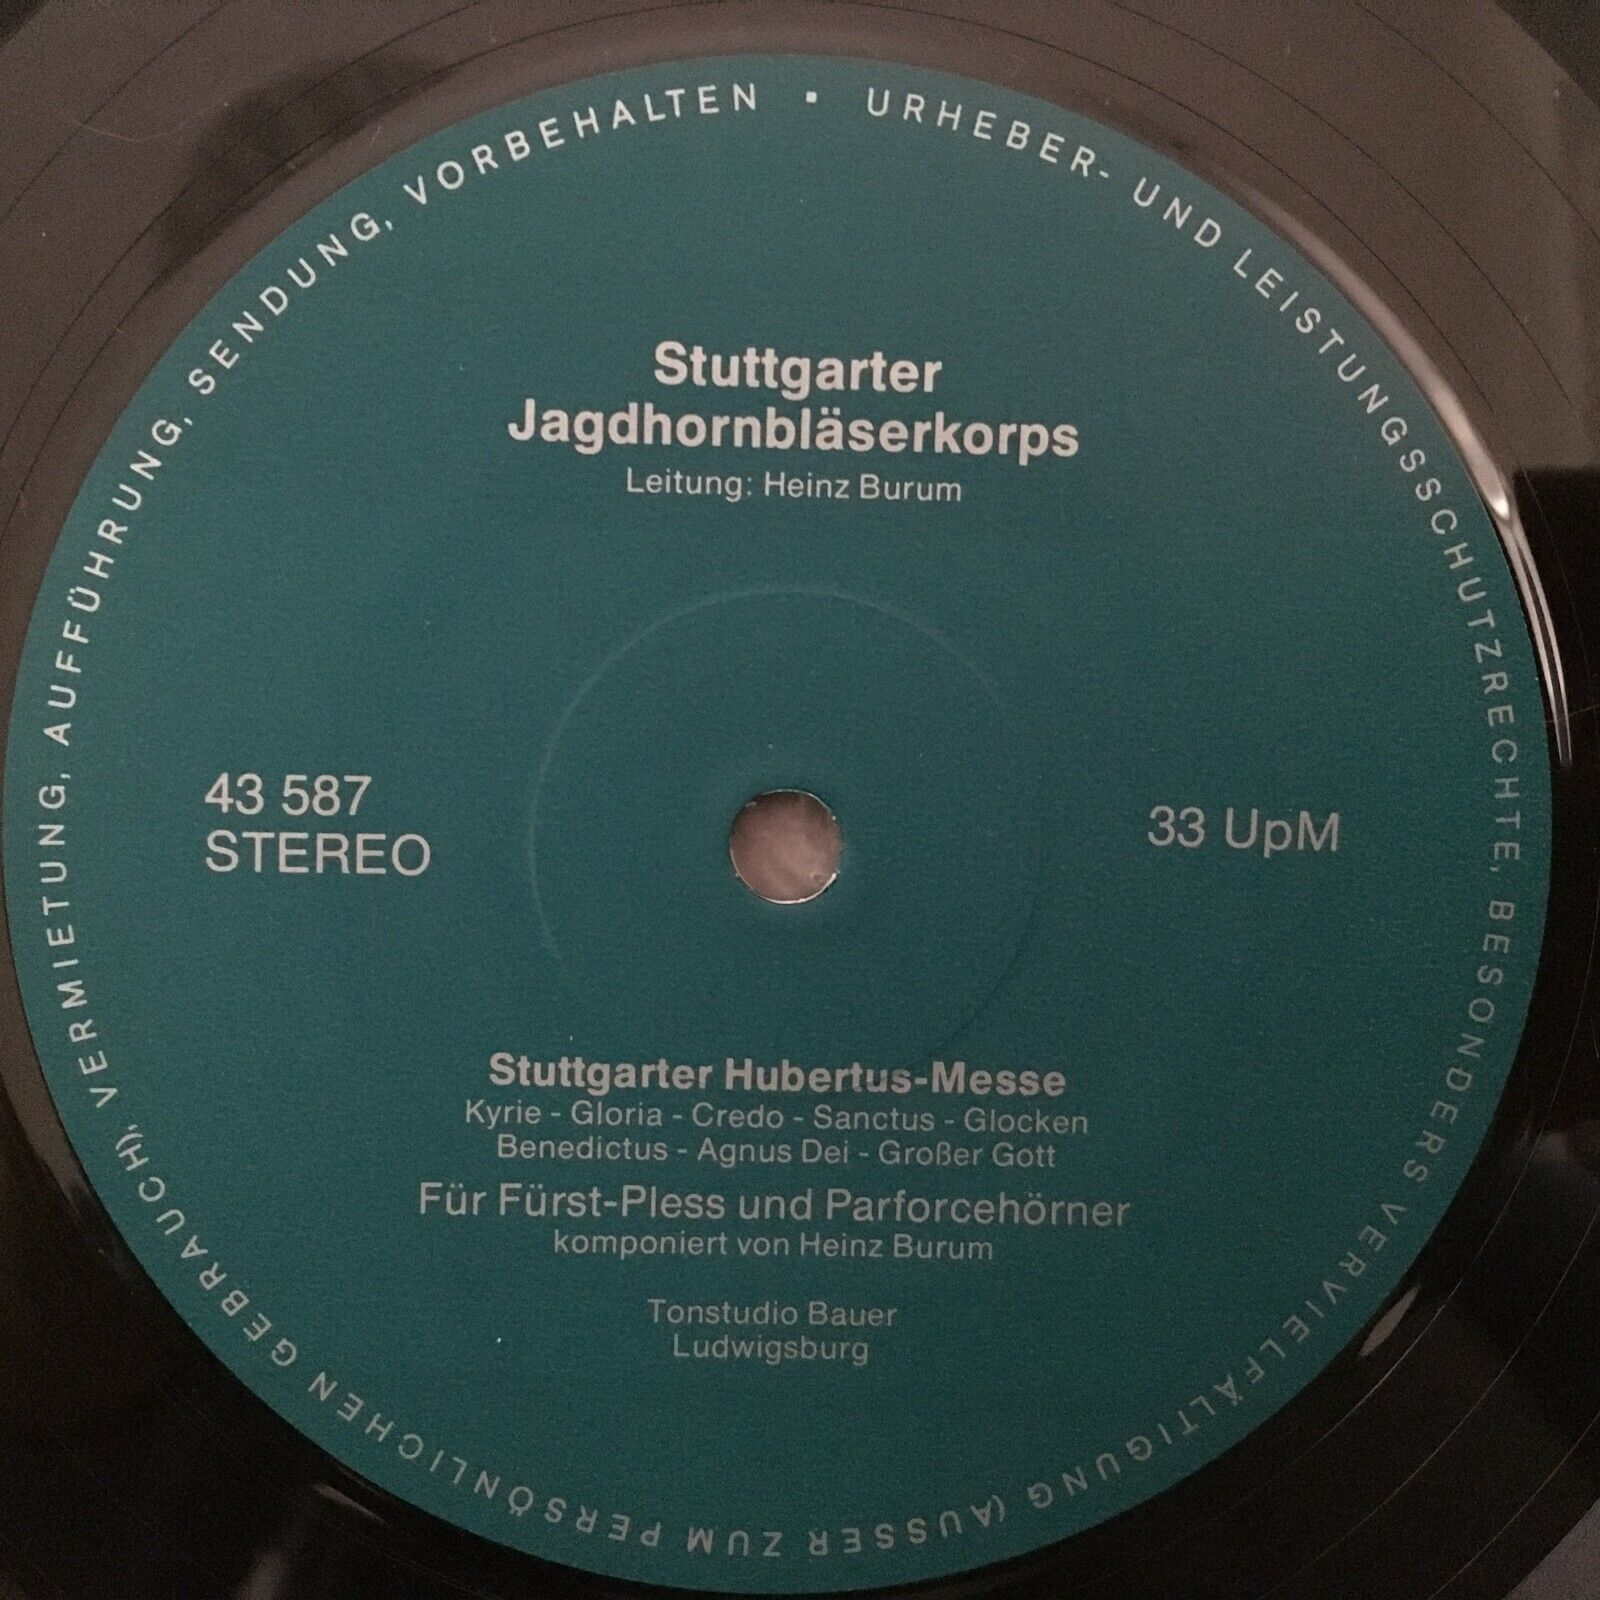 URHEBER- UND LEISTUNGSSCHUTZRECHTE, BESONDERS VERVIELFÄLTIGUNG (AUSSER ZUM PERSÖNLICHEN GEBRAUCH), VERMIETUNG, AUFFÜHRUNG, SENDUNG, VORBEHALTEN ▪
Stuttgarter
Jagdhornbläserkorps
Leitung: Heinz Burum
43 587
STEREO
33 UpM
Stuttgarter Hubertus-Messe
Kyrie - Gloria - Credo - Sanctus - Glocken
Benedictus - Agnus Dei - Großer Gott
Für Fürst-Pless und Parforcehörner
komponiert von Heinz Burum
Tonstudio Bauer
Ludwigsburg